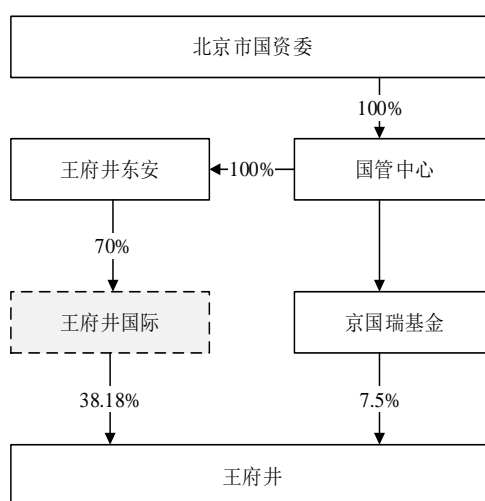 北京市国资委
100%
王府井东安
100%
国管中心
70%
王府井国际
京国瑞基金
38.18%
7.5%
王府井